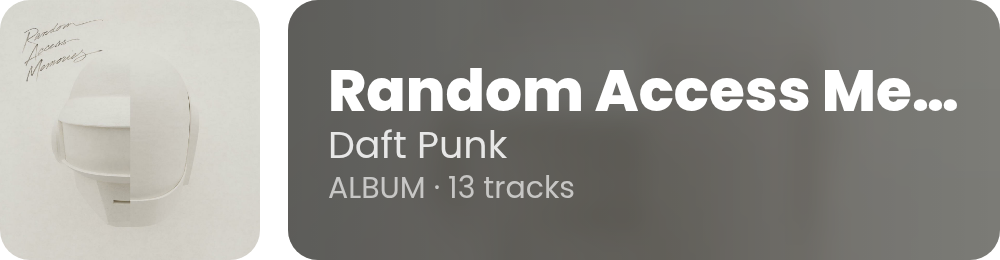 Random
Access
Memories
Random Access Me...
Daft Punk
ALBUM · 13 tracks